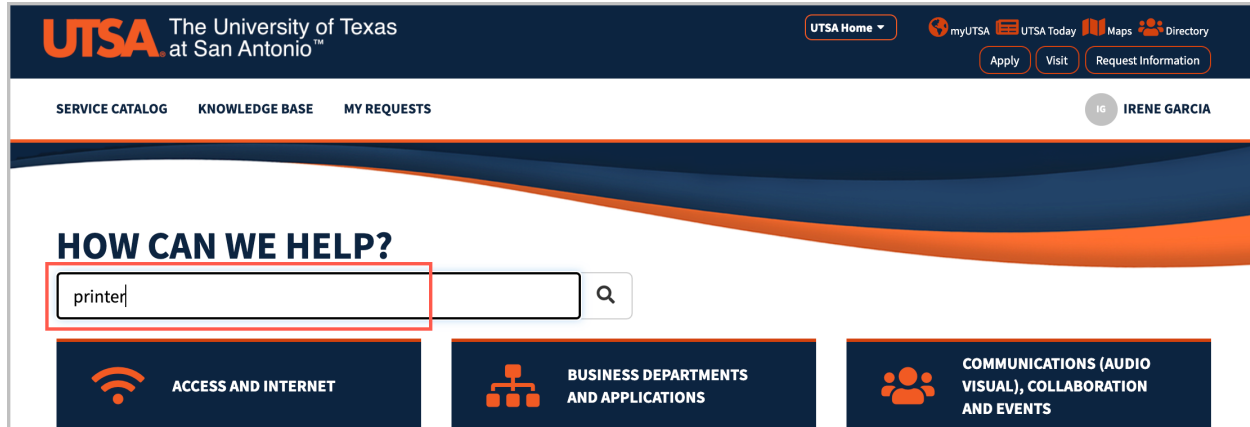 UTSA. The University of Texas
at San Antonio™
UTSA Home
myUTSA UTSA Today Maps Directory
Apply Visit Request Information
SERVICE CATALOG KNOWLEDGE BASE MY REQUESTS
IG IRENE GARCIA
HOW CAN WE HELP?
printer
ACCESS AND INTERNET
BUSINESS DEPARTMENTS
AND APPLICATIONS
COMMUNICATIONS (AUDIO
VISUAL), COLLABORATION
AND EVENTS